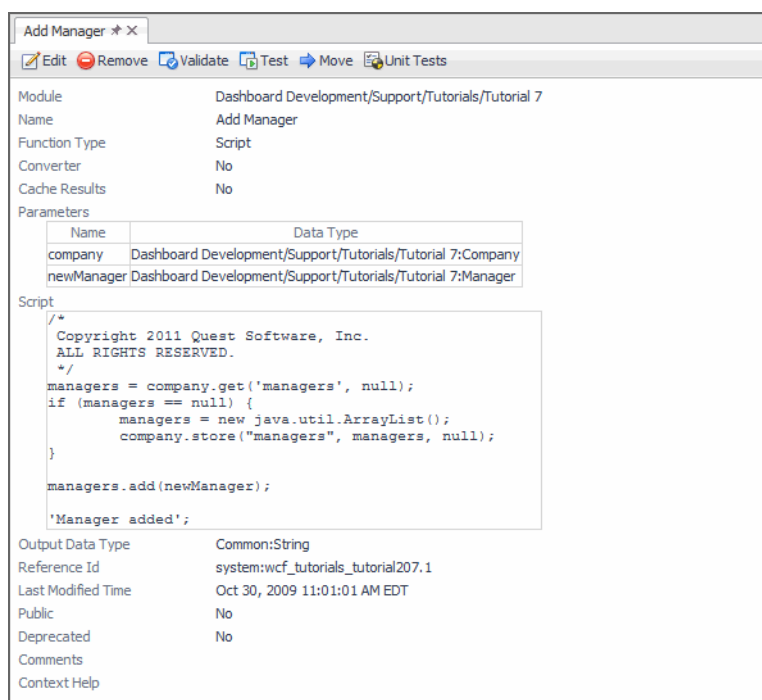 Add Manager
Edit Remove Validate Test Move Unit Tests
Module Dashboard Development/Support/Tutorials/Tutorial 7
Name Add Manager
Function Type Script
Converter No
Cache Results No
Parameters
Name Data Type
company Dashboard Development/Support/Tutorials/Tutorial 7:Company
newManager Dashboard Development/Support/Tutorials/Tutorial 7:Manager
Script
/*
Copyright 2011 Quest Software, Inc.
ALL RIGHTS RESERVED.
*/
managers = company.get('managers', null);
if (managers == null) {
managers = new java.util.ArrayList();
company.store("managers", managers, null);
}
managers.add(newManager);
'Manager added';
Output Data Type Common:String
Reference Id system:wcf_tutorials_tutorial207.1
Last Modified Time Oct 30, 2009 11:01:01 AM EDT
Public No
Deprecated No
Comments
Context Help